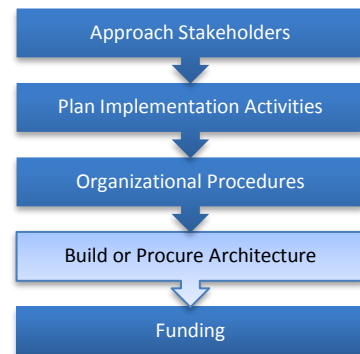 Approach Stakeholders
Plan Implementation Activities
Organizational Procedures
Build or Procure Architecture
Funding